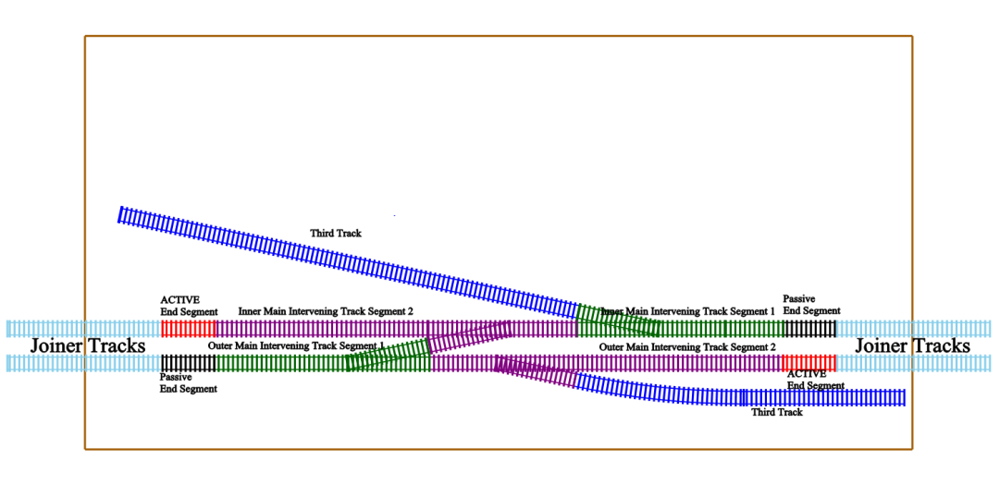 Third Track
ACTIVE
End Segment
Inner Main Intervening Track Segment 2
Inner Main Intervening Track Segment 1
Passive
End Segment
Joiner Tracks
Outer Main Intervening Track Segment 1
Outer Main Intervening Track Segment 2
Joiner Tracks
Passive
End Segment
ACTIVE
End Segment
Third Track